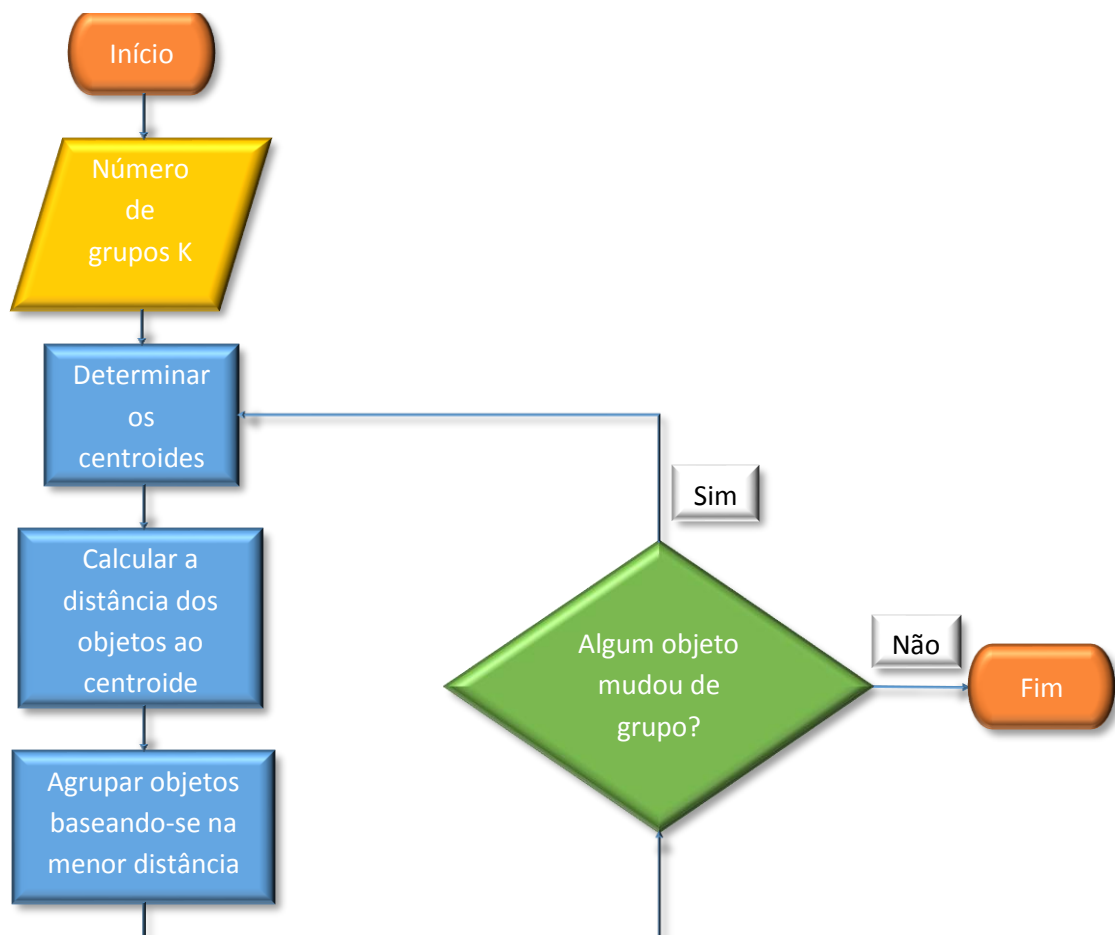 Início
Número
de
grupos K
Determinar
os
centroides
Calcular a
distância dos
objetos ao
centroide
Agrupar objetos
baseando-se na
menor distância
Algum objeto
mudou de
grupo?
Sim
Não
Fim